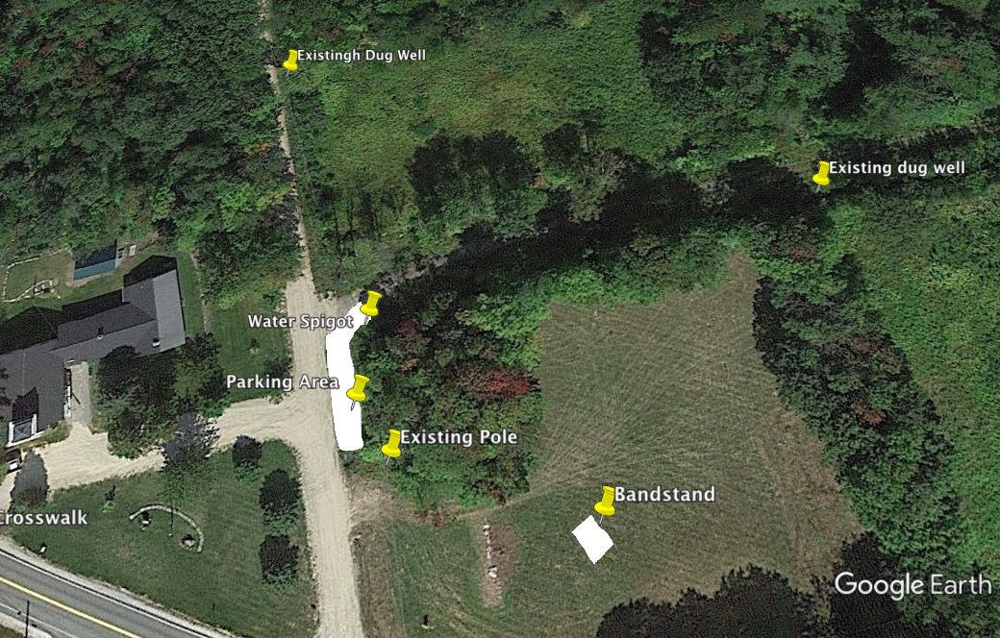 Existingh Dug Well
Existing dug well
Water Spigot
Parking Area
Existing Pole
Bandstand
Crosswalk
Google Earth